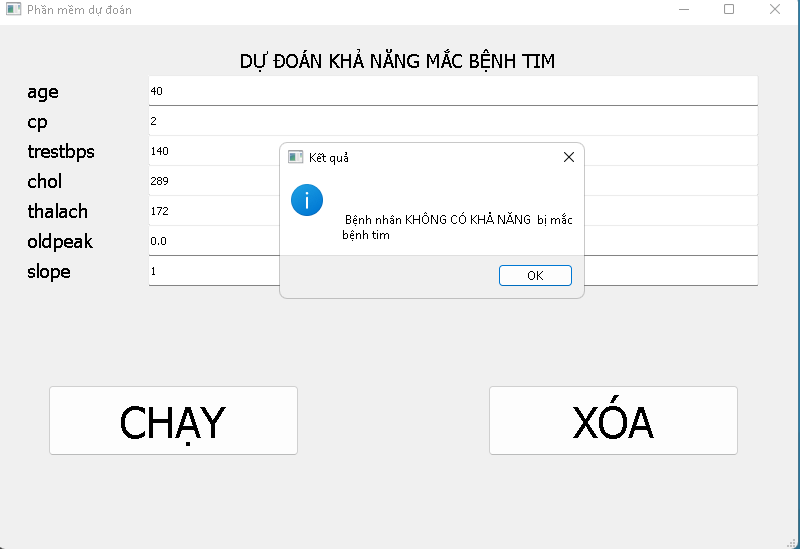 Phần mềm dự đoán
DỰ ĐOÁN KHẢ NĂNG MẮC BỆNH TIM
age 40
cp 2
trestbps 140
chol 289
thalach 172
oldpeak 0.0
slope 1
Kết quả
i
Bệnh nhân KHÔNG CÓ KHẢ NĂNG bị mắc
bệnh tim
OK
CHẠY XÓA